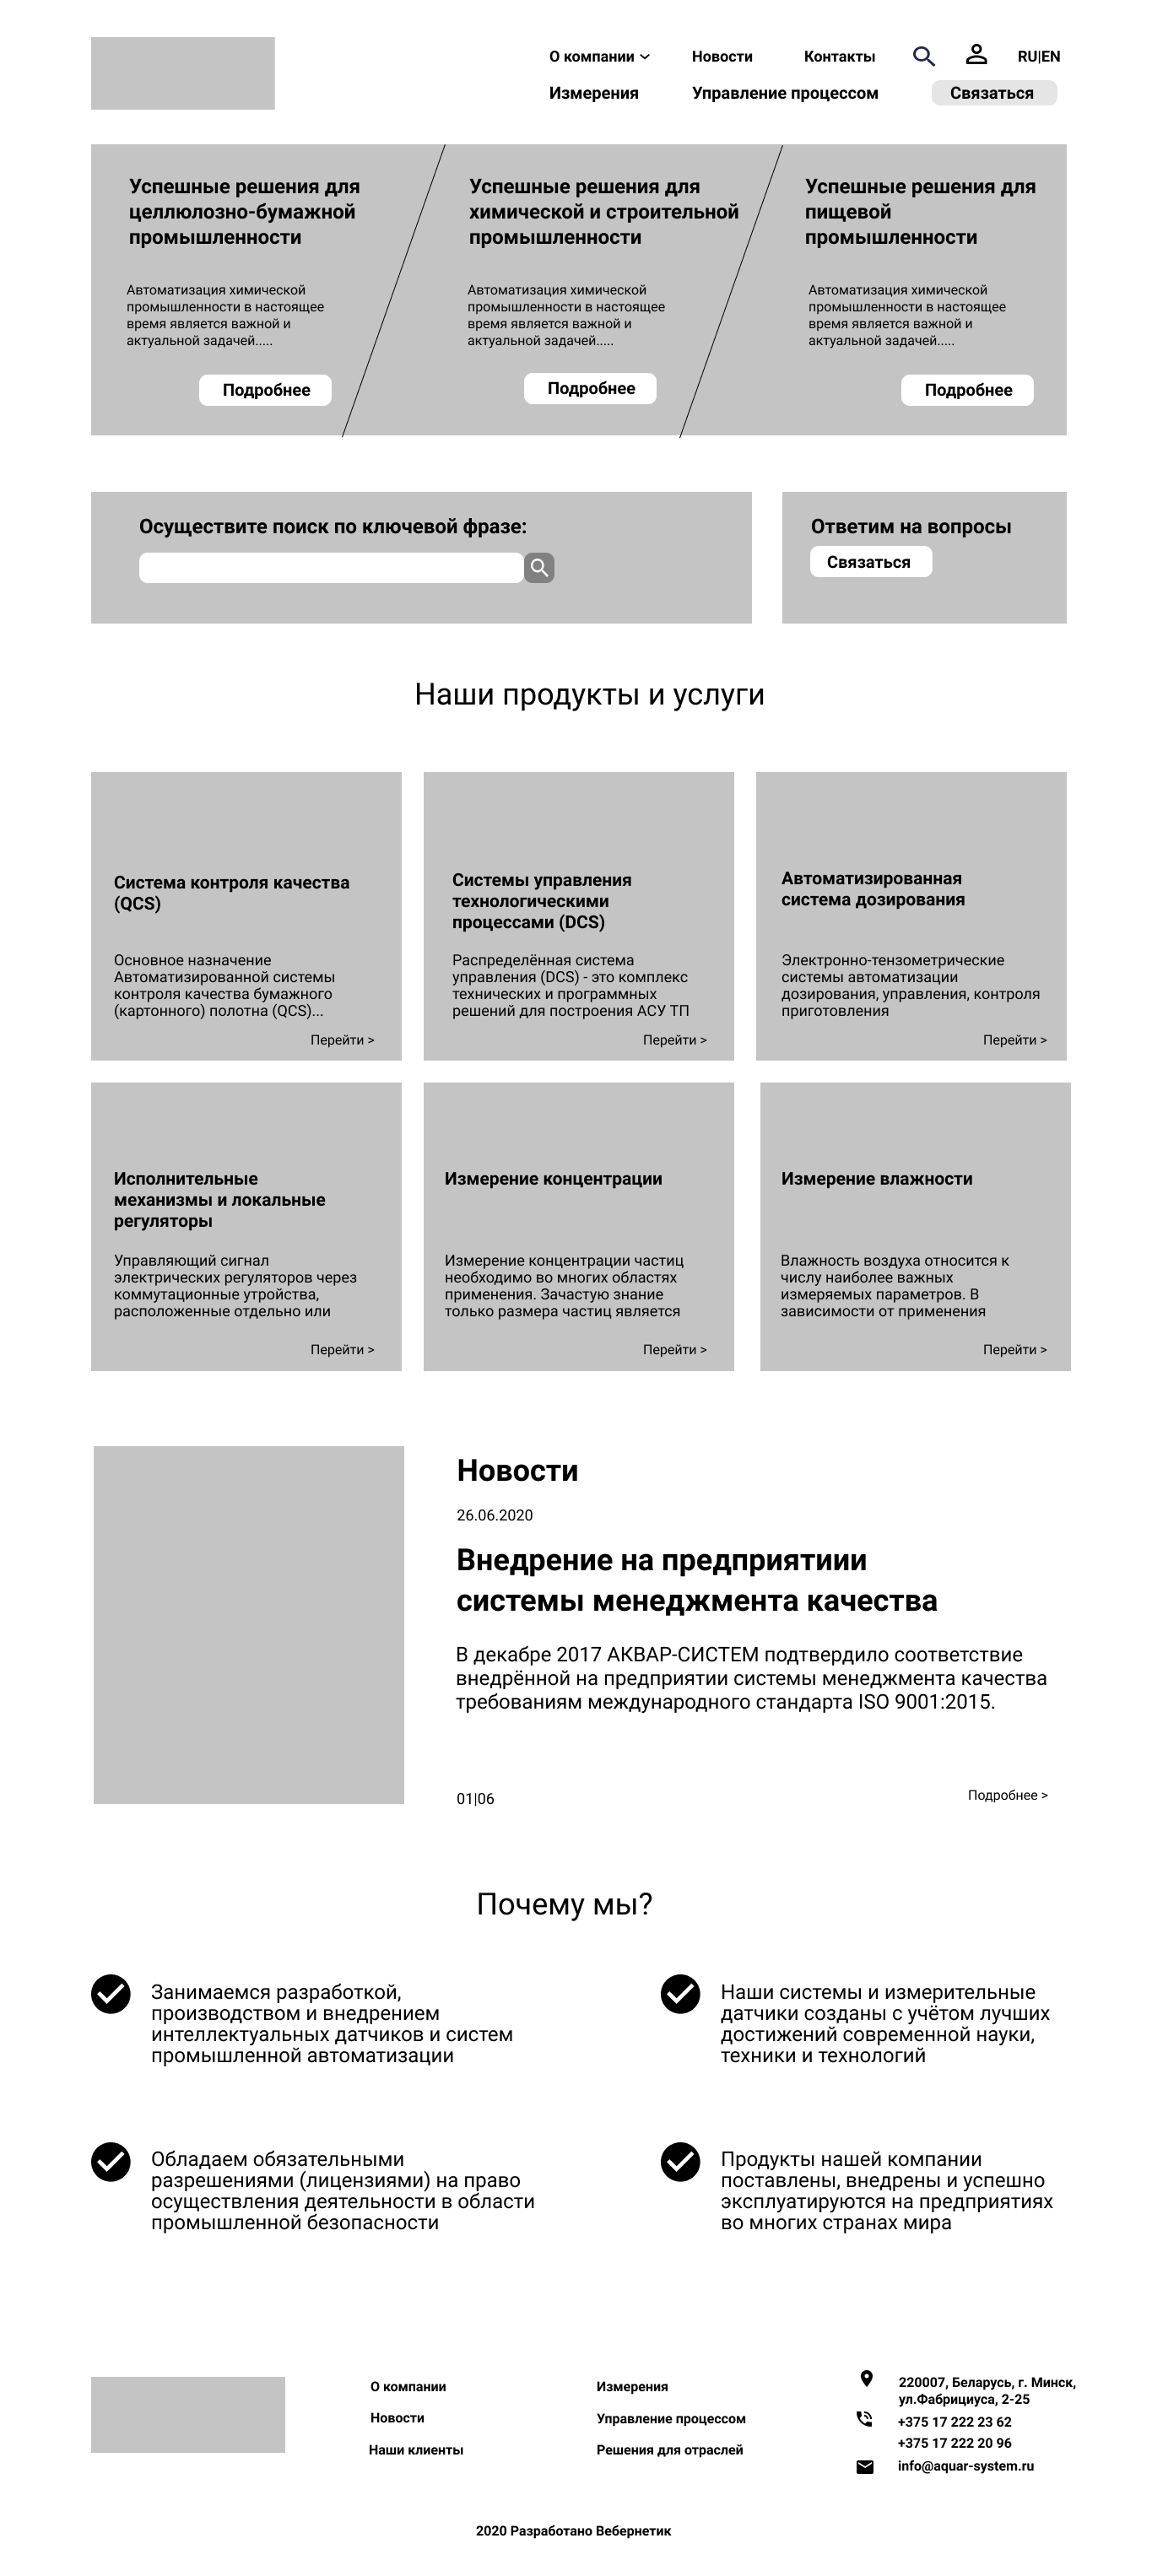 О компании
Новости
Контакты
RU|EN
Измерения
Управление процессом
Связаться
Успешные решения для
целлюлозно-бумажной
промышленности
Автоматизация химической
промышленности в настоящее
время является важной и
актуальной задачей.....
Подробнее
Успешные решения для
химической и строительной
промышленности
Автоматизация химической
промышленности в настоящее
время является важной и
актуальной задачей.....
Подробнее
Успешные решения для
пищевой
промышленности
Автоматизация химической
промышленности в настоящее
время является важной и
актуальной задачей.....
Подробнее
Осуществите поиск по ключевой фразе:
Ответим на вопросы
Связаться
Наши продукты и услуги
Система контроля качества
(QCS)
Основное назначение
Автоматизированной системы
контроля качества бумажного
(картонного) полотна (QCS)...
Перейти >
Системы управления
технологическими
процессами (DCS)
Распределённая система
управления (DCS) - это комплекс
технических и программных
решений для построения АСУ ТП
Перейти >
Автоматизированная
система дозирования
Электронно-тензометрические
системы автоматизации
дозирования, управления, контроля
приготовления
Перейти >
Исполнительные
механизмы и локальные
регуляторы
Управляющий сигнал
электрических регуляторов через
коммутационные утройства,
расположенные отдельно или
Перейти >
Измерение концентрации
Измерение концентрации частиц
необходимо во многих областях
применения. Зачастую знание
только размера частиц является
Перейти >
Измерение влажности
Влажность воздуха относится к
числу наиболее важных
измеряемых параметров. В
зависимости от применения
Перейти >
Новости
26.06.2020
Внедрение на предприятиии
системы менеджмента качества
В декабре 2017 АКВАР-СИСТЕМ подтвердило соответствие
внедрённой на предприятии системы менеджмента качества
требованиям международного стандарта ISO 9001:2015.
01|06
Подробнее >
Почему мы?
Занимаемся разработкой,
производством и внедрением
интеллектуальных датчиков и систем
промышленной автоматизации
Наши системы и измерительные
датчики созданы с учётом лучших
достижений современной науки,
техники и технологий
Обладаем обязательными
разрешениями (лицензиями) на право
осуществления деятельности в области
промышленной безопасности
Продукты нашей компании
поставлены, внедрены и успешно
эксплуатируются на предприятиях
во многих странах мира
О компании
Новости
Наши клиенты
Измерения
Управление процессом
Решения для отраслей
220007, Беларусь, г. Минск,
ул.Фабрициуса, 2-25
+375 17 222 23 62
+375 17 222 20 96
info@aquar-system.ru
2020 Разработано Вебернетик